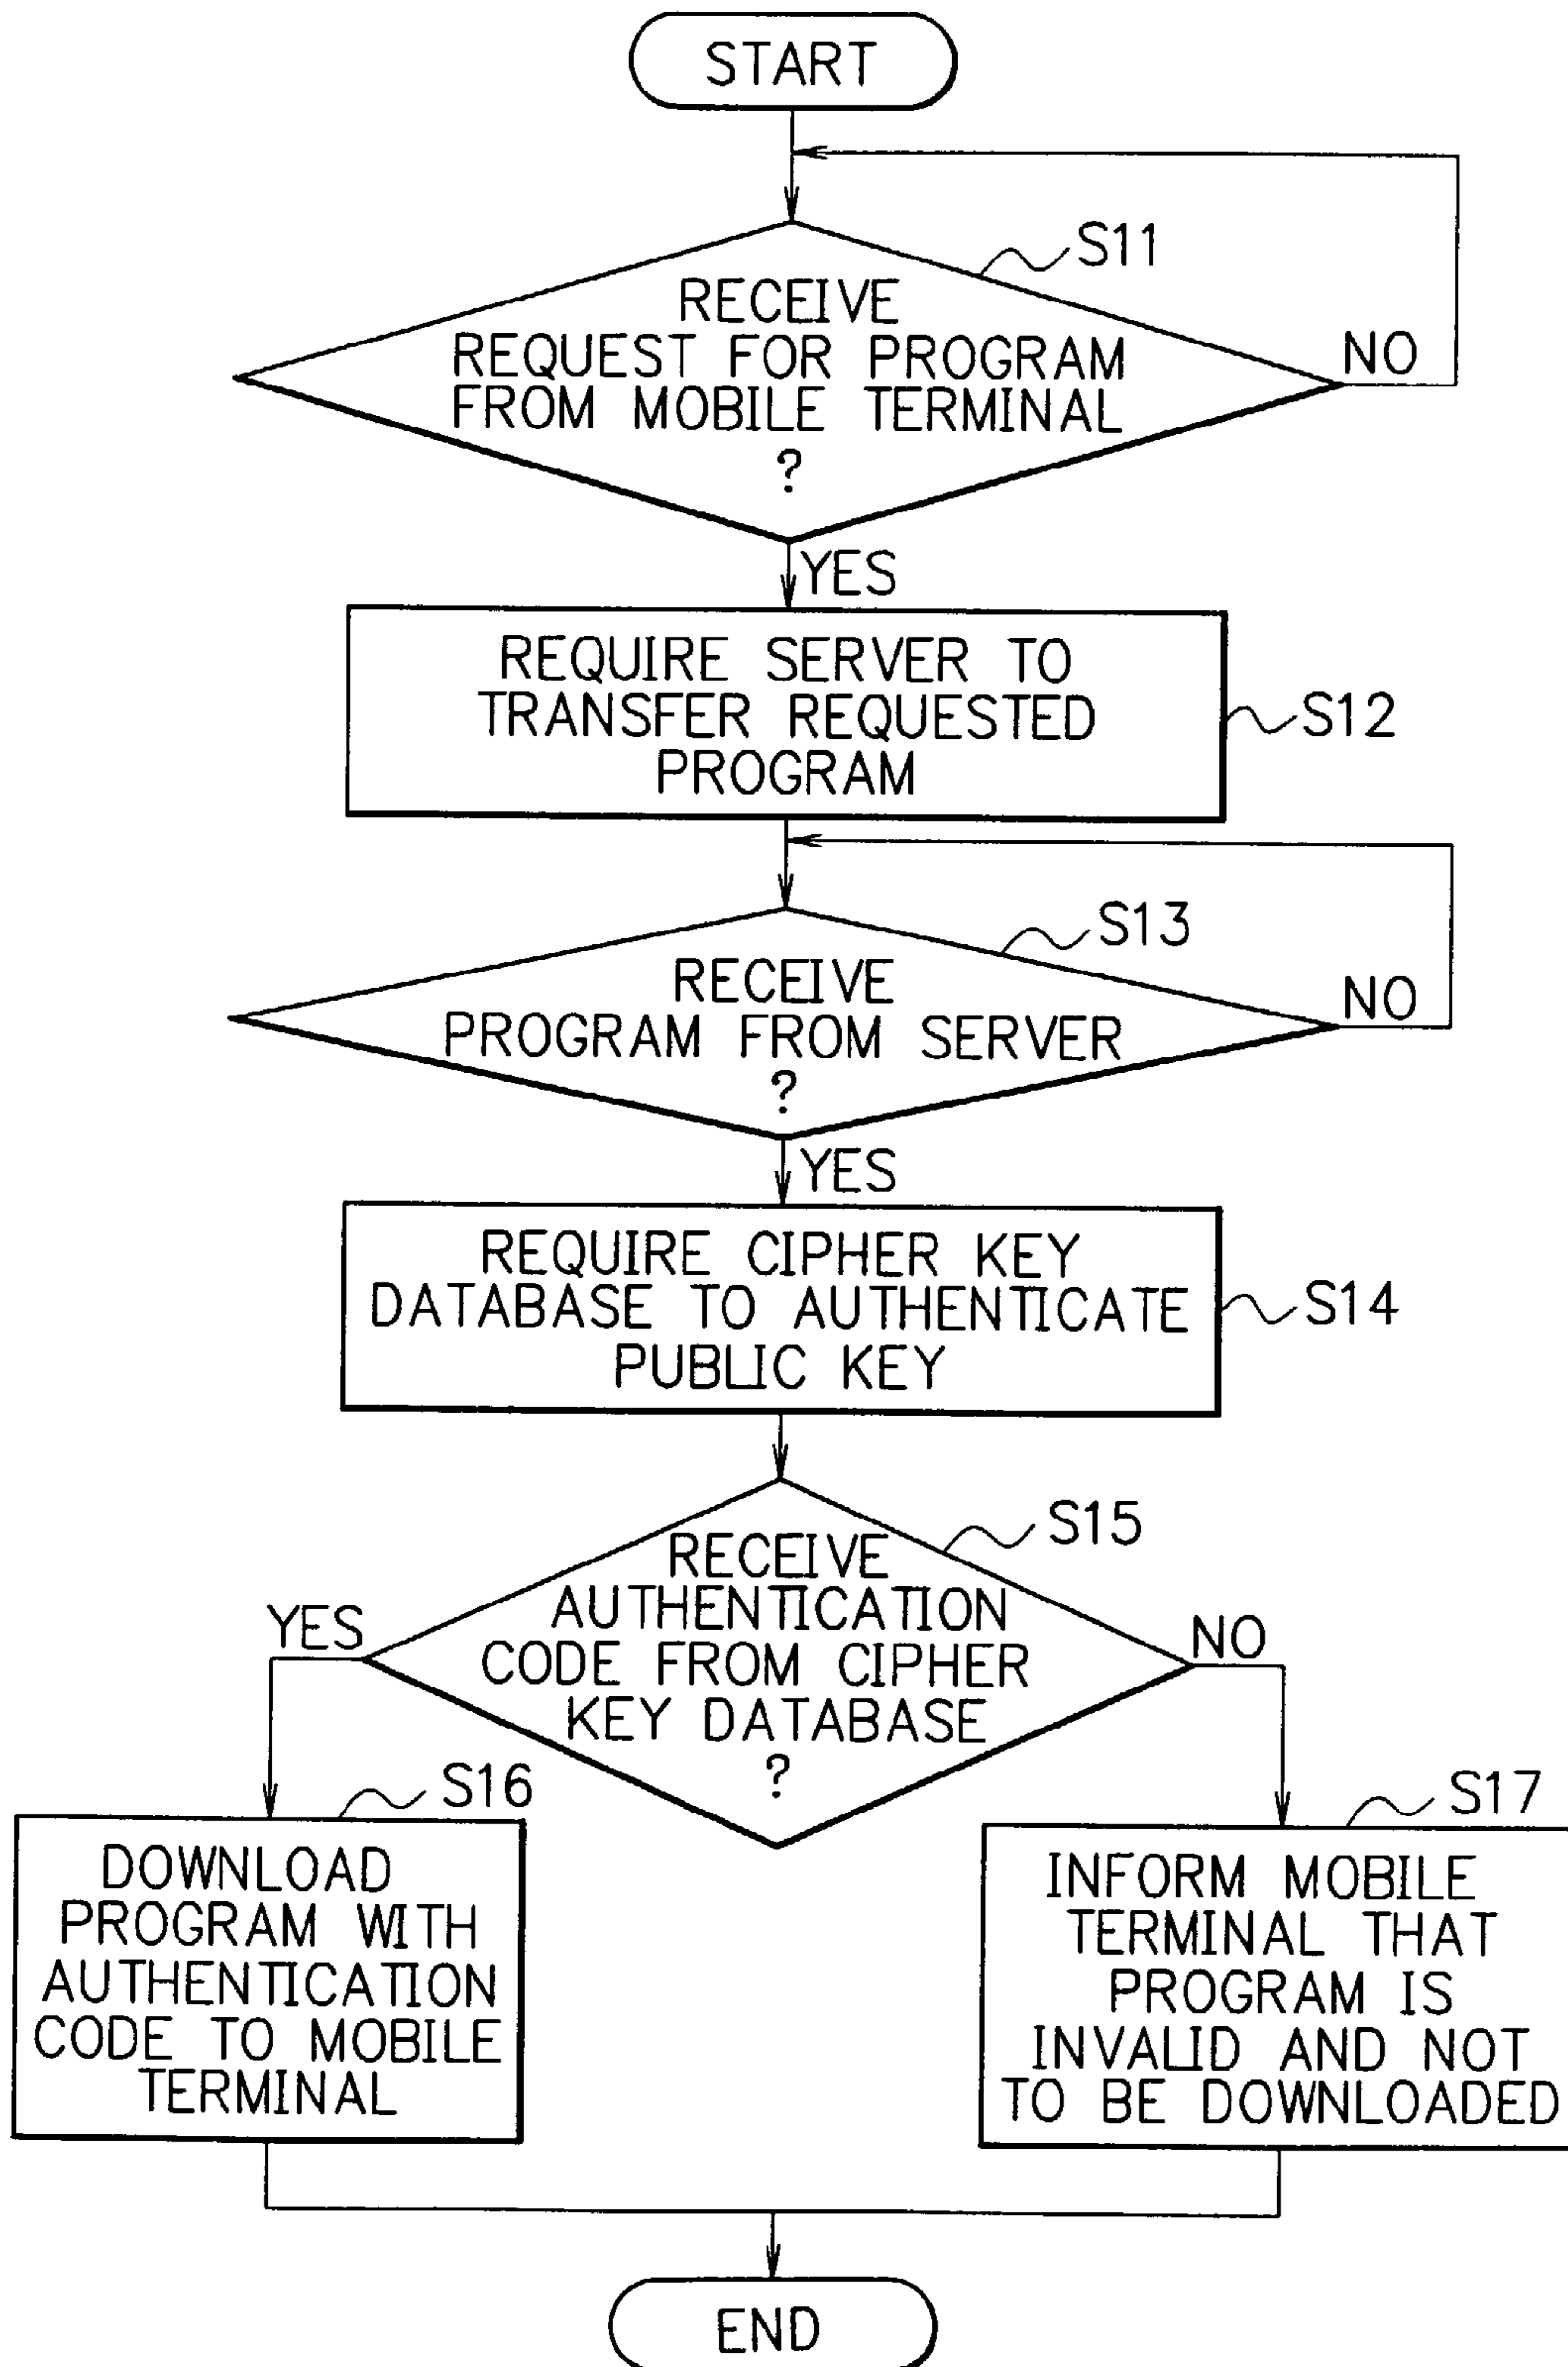 START
S11
RECEIVE
REQUEST FOR PROGRAM
FROM MOBILE TERMINAL
?
NO
YES
REQUIRE SERVER TO
TRANSFER REQUESTED
PROGRAM
S12
S13
RECEIVE
PROGRAM FROM SERVER
?
NO
YES
REQUIRE CIPHER KEY
DATABASE TO AUTHENTICATE
PUBLIC KEY
S14
S15
RECEIVE
AUTHENTICATION
CODE FROM CIPHER
KEY DATABASE
?
YES
NO
S16
DOWNLOAD
PROGRAM WITH
AUTHENTICATION
CODE TO MOBILE
TERMINAL
S17
INFORM MOBILE
TERMINAL THAT
PROGRAM IS
INVALID AND NOT
TO BE DOWNLOADED
END